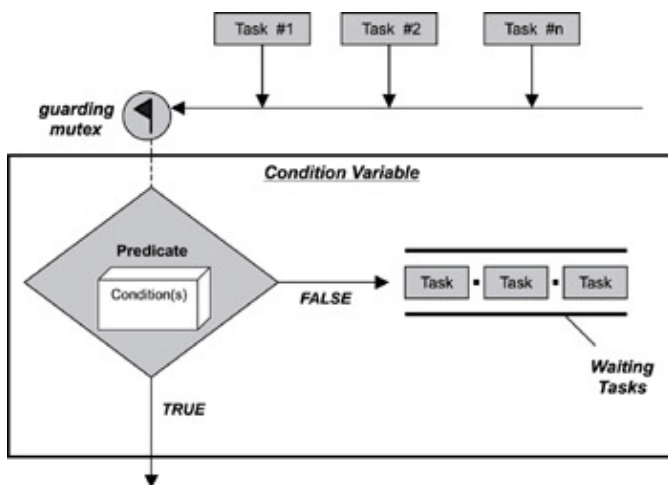 Task #1
Task #2
Task #n
guarding
mutex
Condition Variable
Predicate
Condition(s)
FALSE
Task
Task
Task
Waiting
Tasks
TRUE